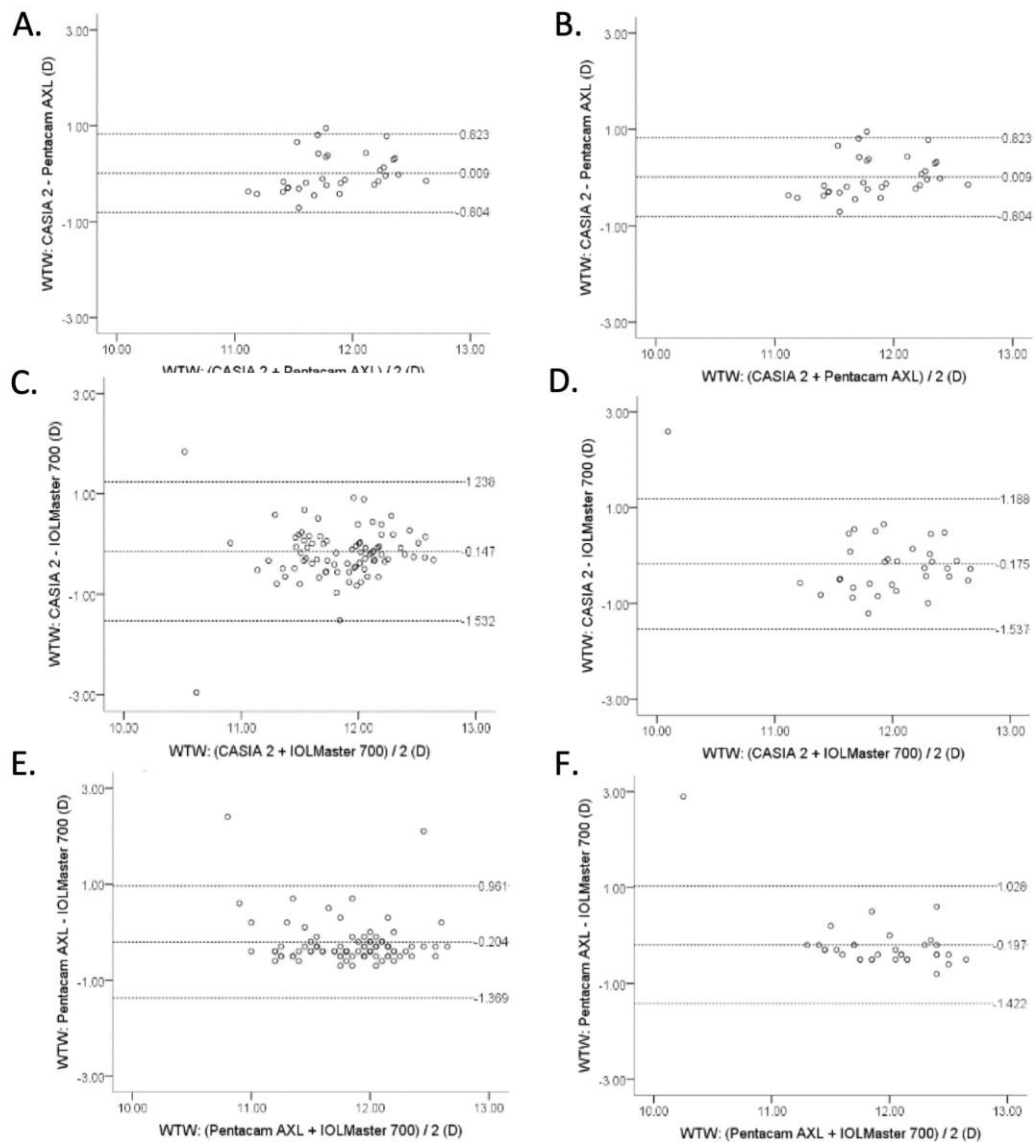 A.
3.00
1.00
-1.00
-3.00
WTW: CASIA 2 - Pentacam AXL (D)
0.823
0.009
-0.804
10.00 11.00 12.00 13.00
WTW: (CASIA 2 + Pentacam AXL) / 2 (D)
B.
3.00
1.00
-1.00
-3.00
WTW: CASIA 2 - Pentacam AXL (D)
0.823
0.009
-0.804
10.00 11.00 12.00 13.00
WTW: (CASIA 2 + Pentacam AXL) / 2 (D)
C.
3.00
1.00
-1.00
-3.00
WTW: CASIA 2 - IOLMaster 700 (D)
1.238
-0.147
-1.532
10.00 11.00 12.00 13.00
WTW: (CASIA 2 + IOLMaster 700) / 2 (D)
D.
3.00
1.00
-1.00
-3.00
WTW: CASIA 2 - IOLMaster 700 (D)
1.188
-0.175
-1.537
10.00 11.00 12.00 13.00
WTW: (CASIA 2 + IOLMaster 700) / 2 (D)
E.
3.00
1.00
-1.00
-3.00
WTW: Pentacam AXL - IOLMaster 700 (D)
0.961
-0.204
-1.369
10.00 11.00 12.00 13.00
WTW: (Pentacam AXL + IOLMaster 700) / 2 (D)
F.
3.00
1.00
-1.00
-3.00
WTW: Pentacam AXL - IOLMaster 700 (D)
1.028
-0.197
-1.422
10.00 11.00 12.00 13.00
WTW: (Pentacam AXL + IOLMaster 700) / 2 (D)